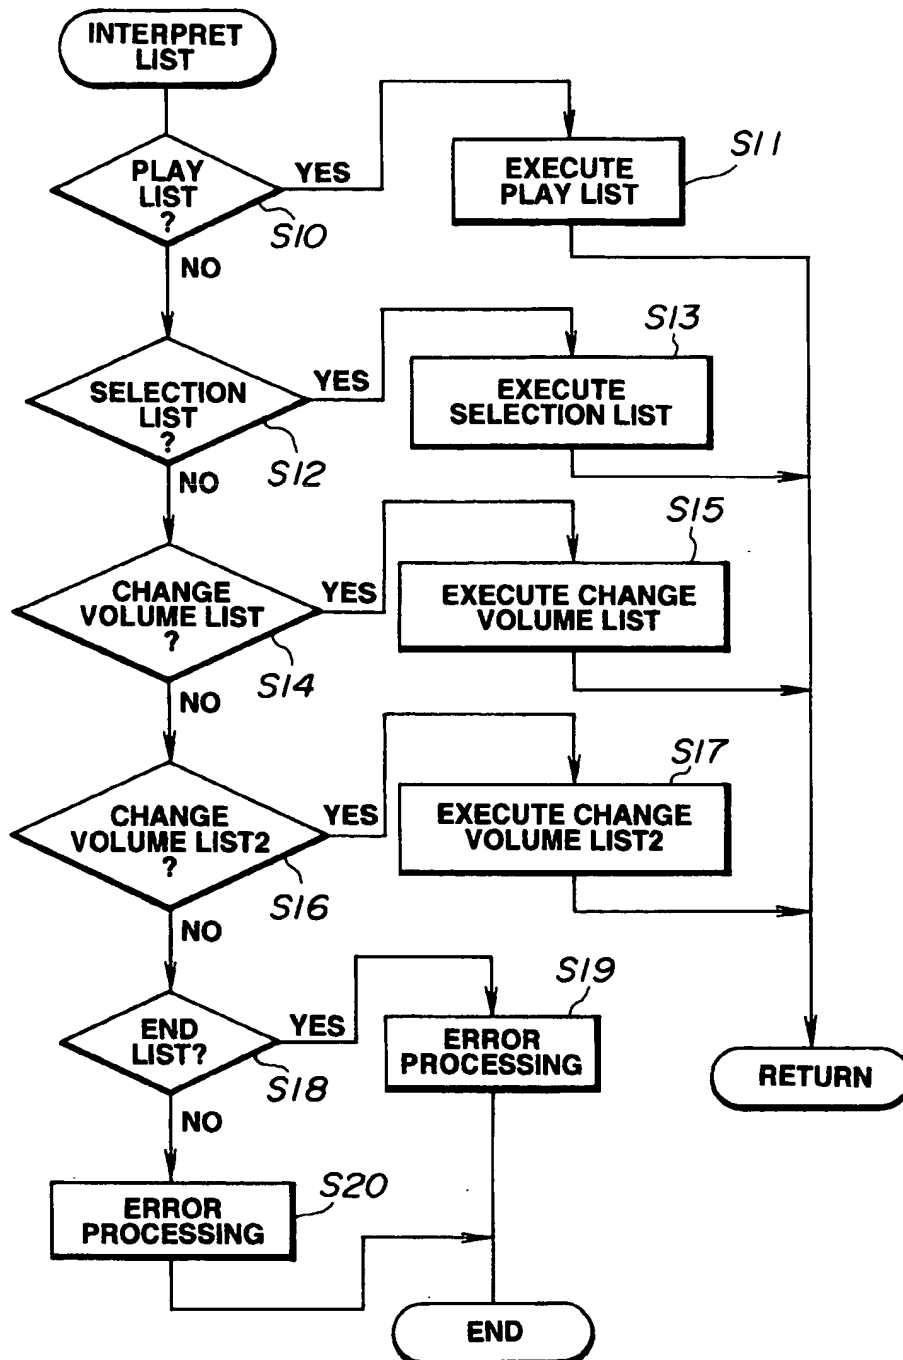 INTERPRET
LIST
PLAY
LIST
?
YES
S10
NO
EXECUTE
PLAY LIST
S11
SELECTION
LIST
?
YES
S12
NO
EXECUTE
SELECTION LIST
S13
CHANGE
VOLUME LIST
?
YES
S14
NO
EXECUTE CHANGE
VOLUME LIST
S15
CHANGE
VOLUME LIST2
?
YES
S16
NO
EXECUTE CHANGE
VOLUME LIST2
S17
END
LIST?
YES
S18
NO
ERROR
PROCESSING
S19
RETURN
ERROR
PROCESSING
S20
END